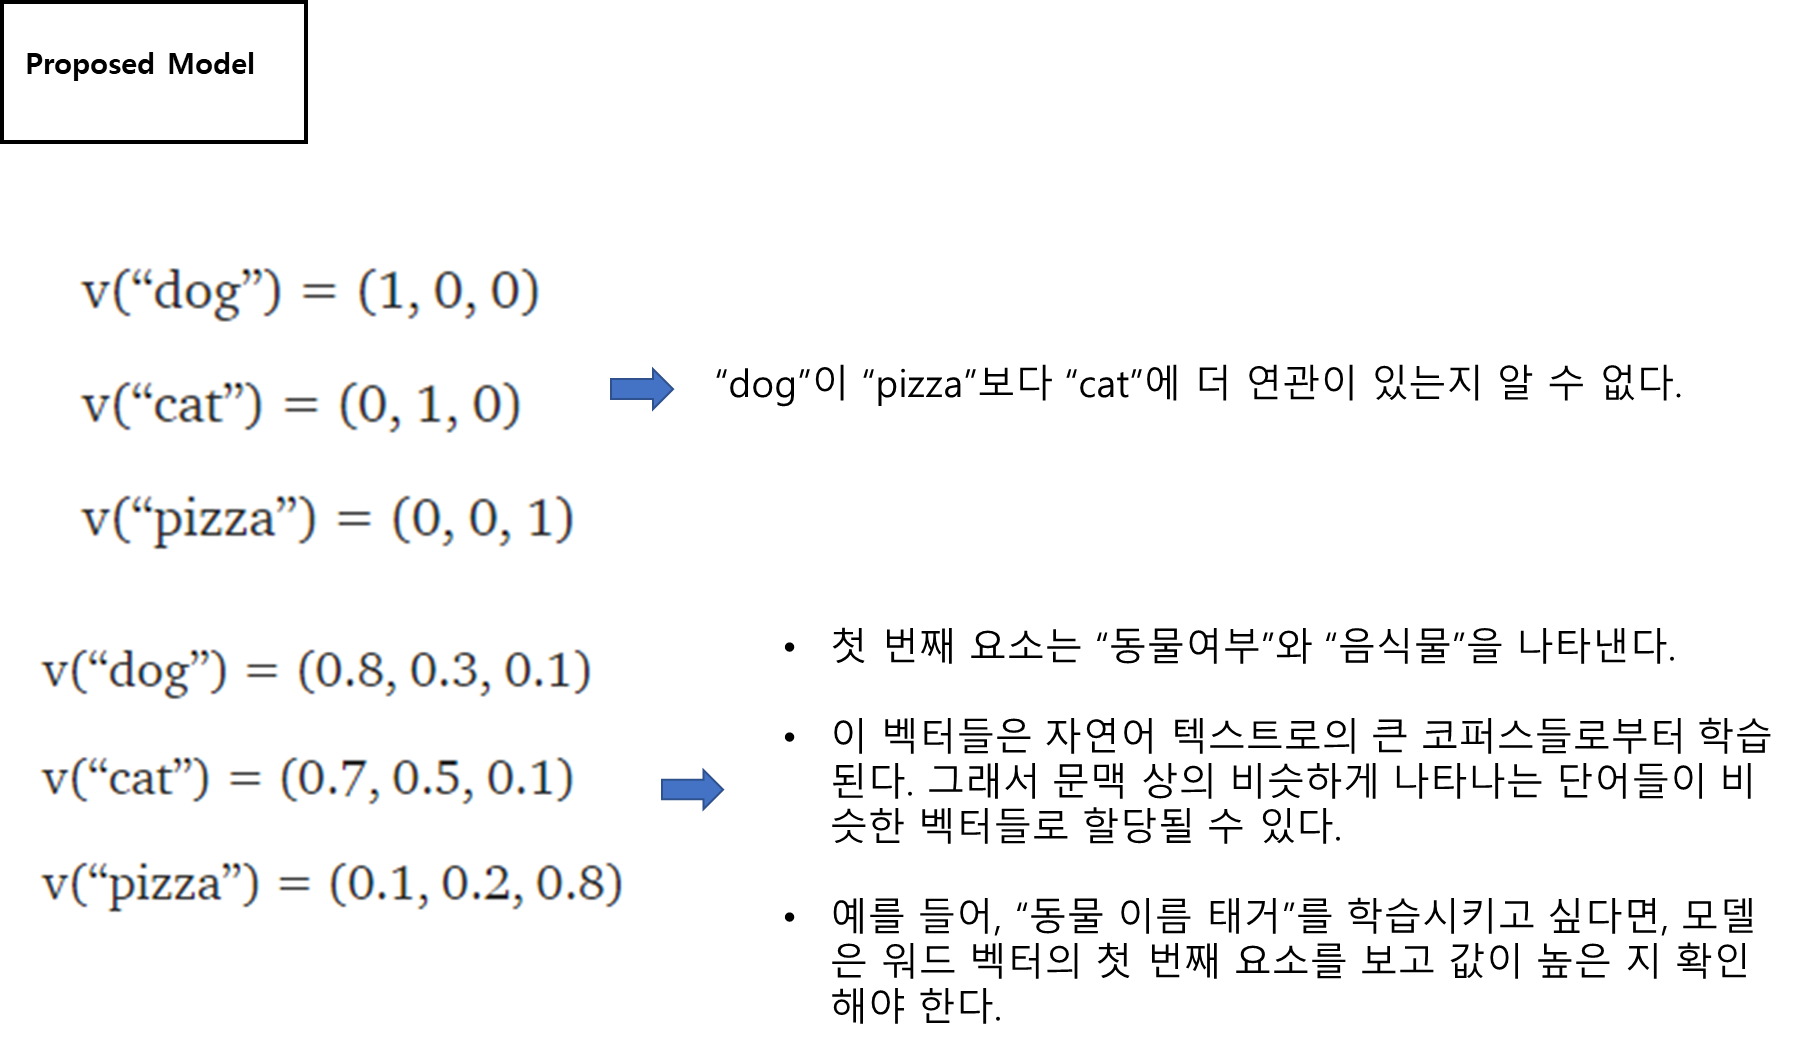 Proposed Model
v(“dog”) = (1, 0, 0)
v(“cat”) = (0, 1, 0)
v(“pizza”) = (0, 0, 1)
“dog”이 “pizza”보다 “cat”에 더 연관이 있는지 알 수 없다.
v(“dog”) = (0.8, 0.3, 0.1)
v(“cat”) = (0.7, 0.5, 0.1)
v(“pizza”) = (0.1, 0.2, 0.8)
• 첫 번째 요소는 “동물여부”와 “음식물”을 나타낸다.
• 이 벡터들은 자연어 텍스트로의 큰 코퍼스들로부터 학습
된다. 그래서 문맥 상의 비슷하게 나타나는 단어들이 비
슷한 벡터들로 할당될 수 있다.
• 예를 들어, “동물 이름 태거”를 학습시키고 싶다면, 모델
은 워드 벡터의 첫 번째 요소를 보고 값이 높은 지 확인
해야 한다.